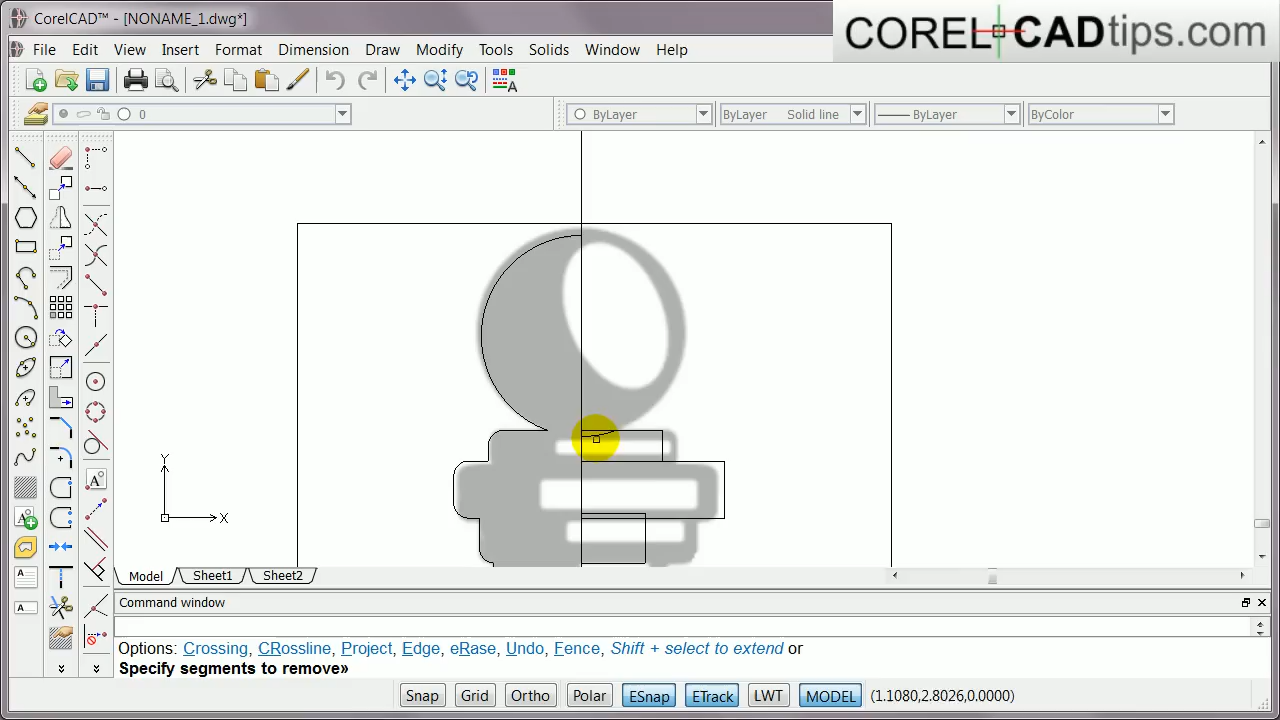 CorelCAD™ - [NONAME_1.dwg*]
COREL CADtips.com
File Edit View Insert Format Dimension Draw Modify Tools Solids Window Help
0 ByLayer ByLayer Solid line ByLayer ByColor
Y
X
Model Sheet1 Sheet2
Command window
Options: Crossing, CRossline, Project, Edge, eRase, Undo, Fence, Shift + select to extend or
Specify segments to remove»
Snap Grid Ortho Polar ESnap ETrack LWT MODEL (1.1080,2.8026,0.0000)